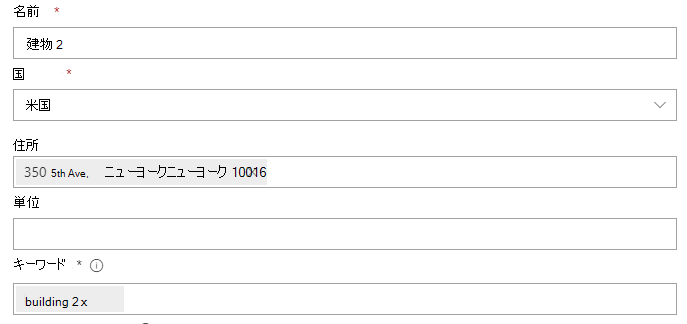 名前 *
建物 2
国 *
米国
住所
350 5th Ave, ニューヨークニューヨーク 10016
単位
キーワード * ⓘ
building 2 x